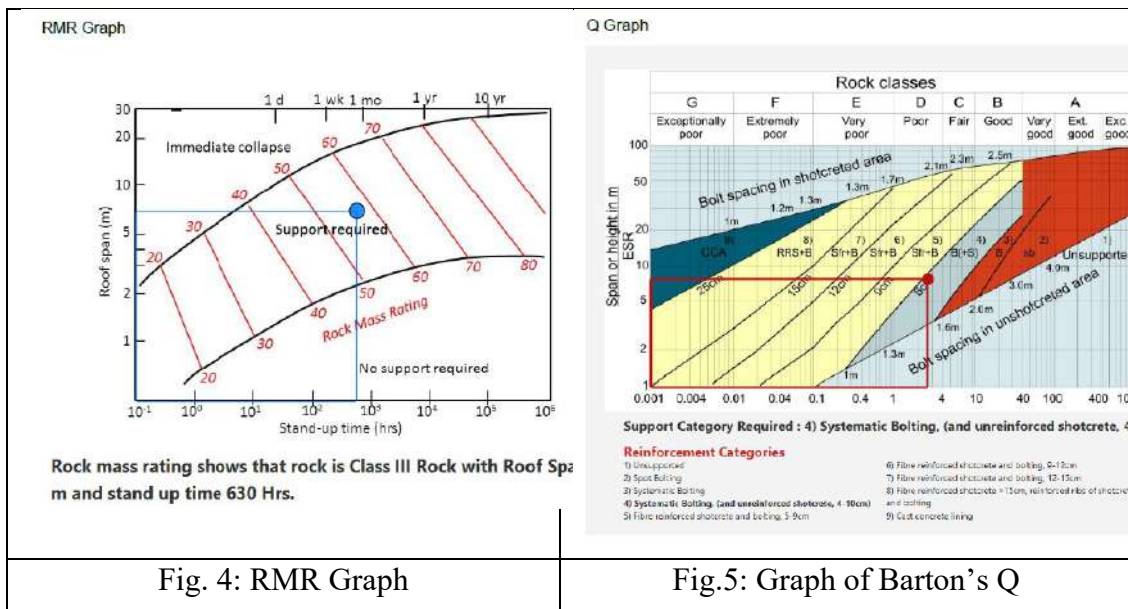 RMR Graph
30
20
10
5
2
1
Roof span (m)
1 d
1 wk
1 mo
1 yr
10 yr
Immediate collapse
Support required
No support required
Rock Mass Rating
20
30
40
50
60
70
20
30
40
50
60
70
80
10-1
10⁰
10¹
10²
10³
10⁴
10⁵
10⁶
Stand-up time (hrs)
Rock mass rating shows that rock is Class III Rock with Roof Spa
m and stand up time 630 Hrs.
Fig. 4: RMR Graph
Q Graph
Rock classes
G
F
E
D
C
B
A
Exceptionally poor
Extremely poor
Very poor
Poor
Fair
Good
Very good
Ext. good
Exc. good
100
50
20
10
5
2
1
Span or height in m
ESR
Bolt spacing in shotcreted area
1m
1.2m
1.3m
1.3m
1.7m
2.1m
2.3m
2.5m
8)
7)
6)
5)
4)
2)
1)
CCA
RRS+B
Sfr+B
Sfr+B
Sfr+B
B(+S)
B
sb
Unsupporte
25cm
15cm
12cm
9cm
4.0m
3.0m
2.0m
1.6m
1.3m
1m
Bolt spacing in unshotcreted area
0.001
0.004
0.01
0.04
0.1
0.4
1
4
10
40
100
400
Support Category Required : 4) Systematic Bolting, (and unreinforced shotcrete, 4
Reinforcement Categories
1) Unsupported
2) Spot Bolting
3) Systematic Bolting
4) Systematic Bolting, (and unreinforced shotcrete, 4-10cm)
5) Fibre reinforced shotcrete and bolting, 5-9cm
6) Fibre reinforced shotcrete and bolting, 9-12cm
7) Fibre reinforced shotcrete and bolting, 12-15cm
8) Fibre reinforced shotcrete >15cm, reinforced ribs of shotcret
and bolting
9) Cast concrete lining
Fig.5: Graph of Barton’s Q